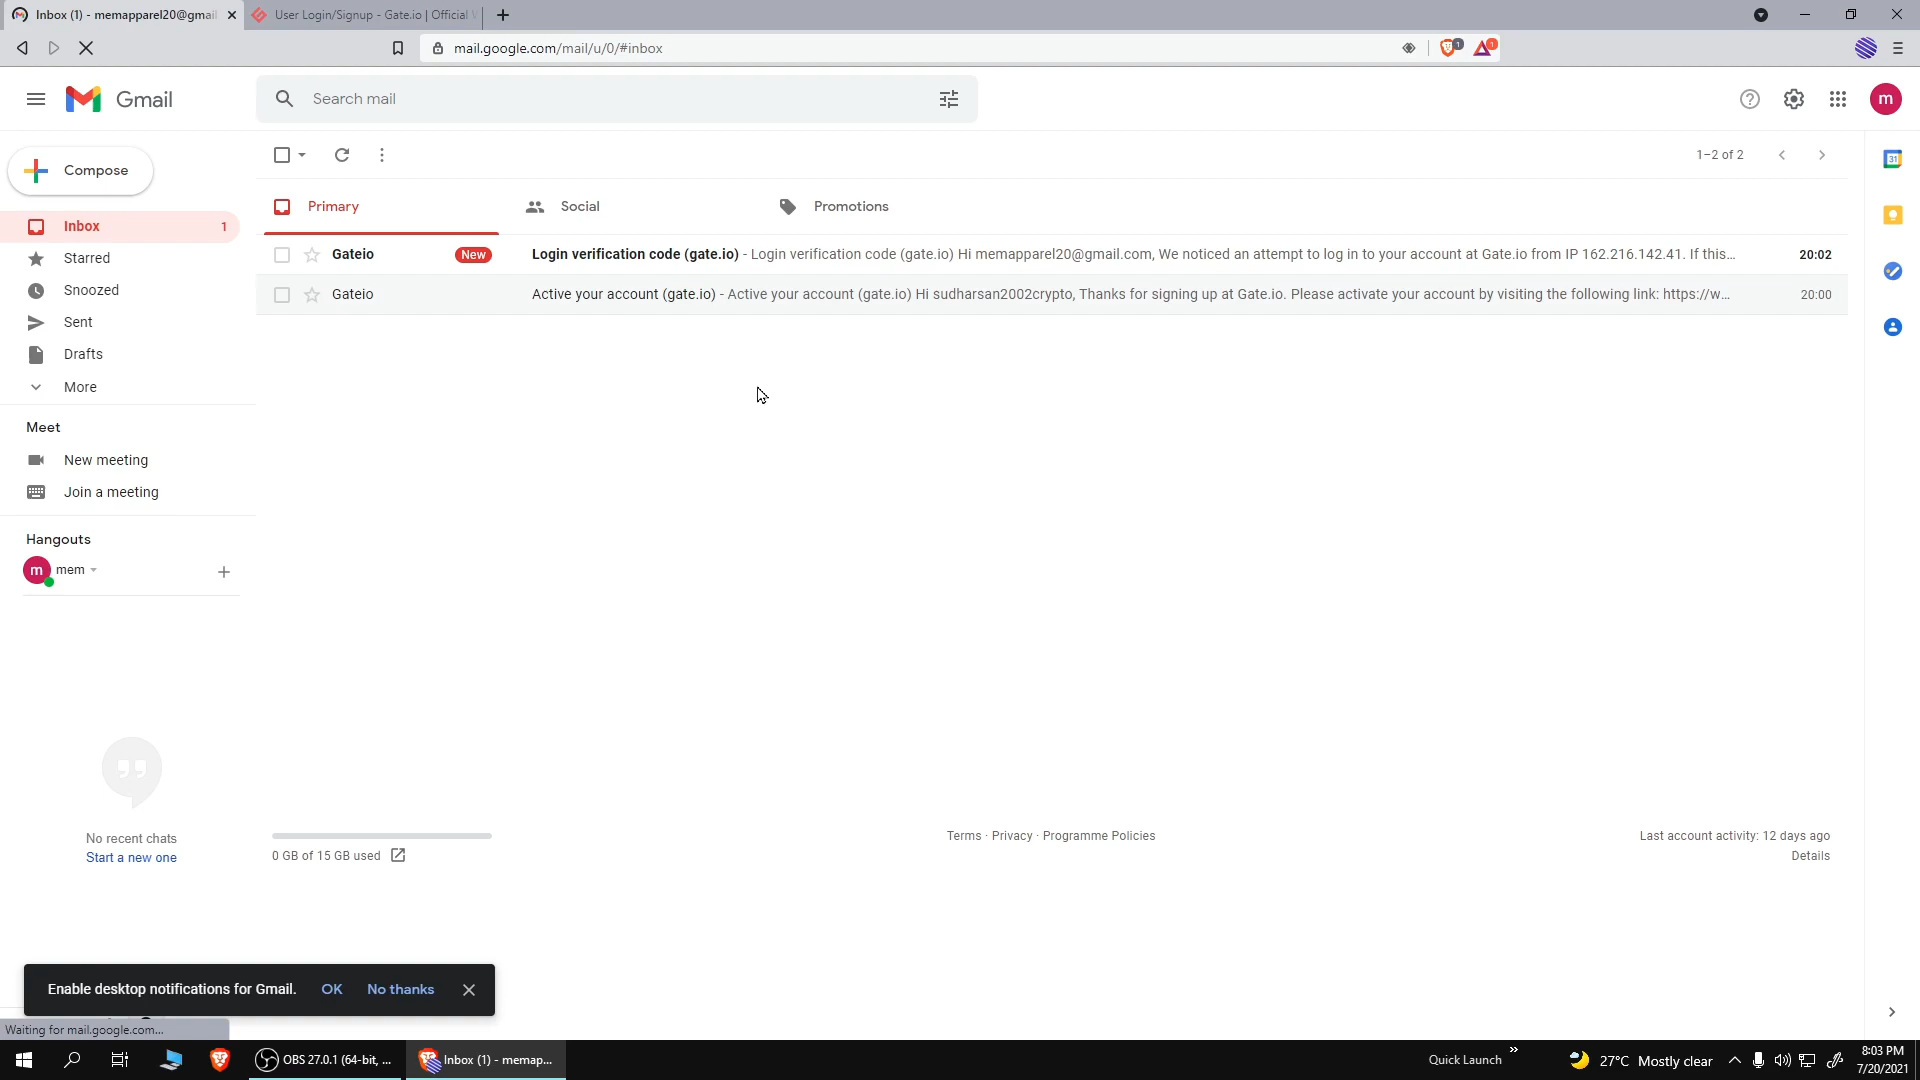 Inbox (1) - memapparel20@gmail
User Login/Signup - Gate.io | Official
mail.google.com/mail/u/0/#inbox
1
1
Gmail
Search mail
m
Compose
1–2 of 2
31
Primary
Social
Promotions
Inbox
1
Gateio
New
Login verification code (gate.io) - Login verification code (gate.io) Hi memapparel20@gmail.com, We noticed an attempt to log in to your account at Gate.io from IP 162.216.142.41. If this...
20:02
Starred
Gateio
Active your account (gate.io) - Active your account (gate.io) Hi sudharsan2002crypto, Thanks for signing up at Gate.io. Please activate your account by visiting the following link: https://w...
20:00
Snoozed
Sent
Drafts
More
Meet
New meeting
Join a meeting
Hangouts
m
mem
No recent chats
Start a new one
0 GB of 15 GB used
Terms · Privacy · Programme Policies
Last account activity: 12 days ago
Details
Enable desktop notifications for Gmail.
OK
No thanks
Waiting for mail.google.com...
OBS 27.0.1 (64-bit, ...
Inbox (1) - memap...
Quick Launch
27°C Mostly clear
8:03 PM
7/20/2021